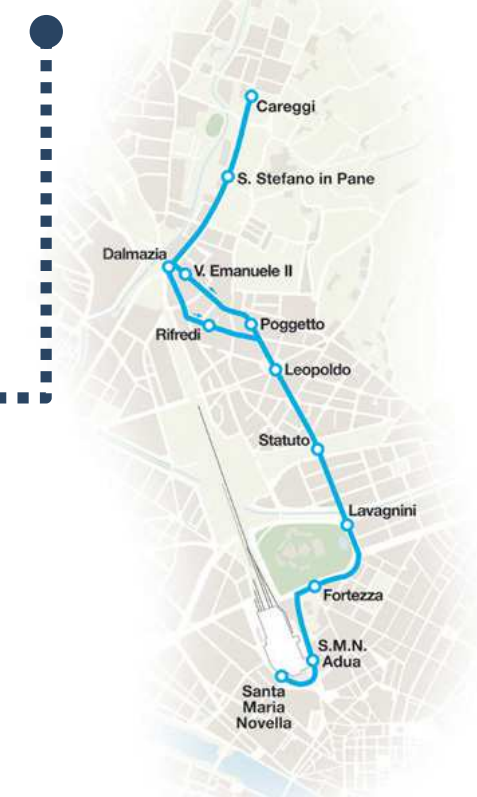 Careggi
S. Stefano in Pane
Dalmazia
V. Emanuele II
Poggetto
Rifredi
Leopoldo
Statuto
Lavagnini
Fortezza
S.M.N.
Adua
Santa
Maria
Novella